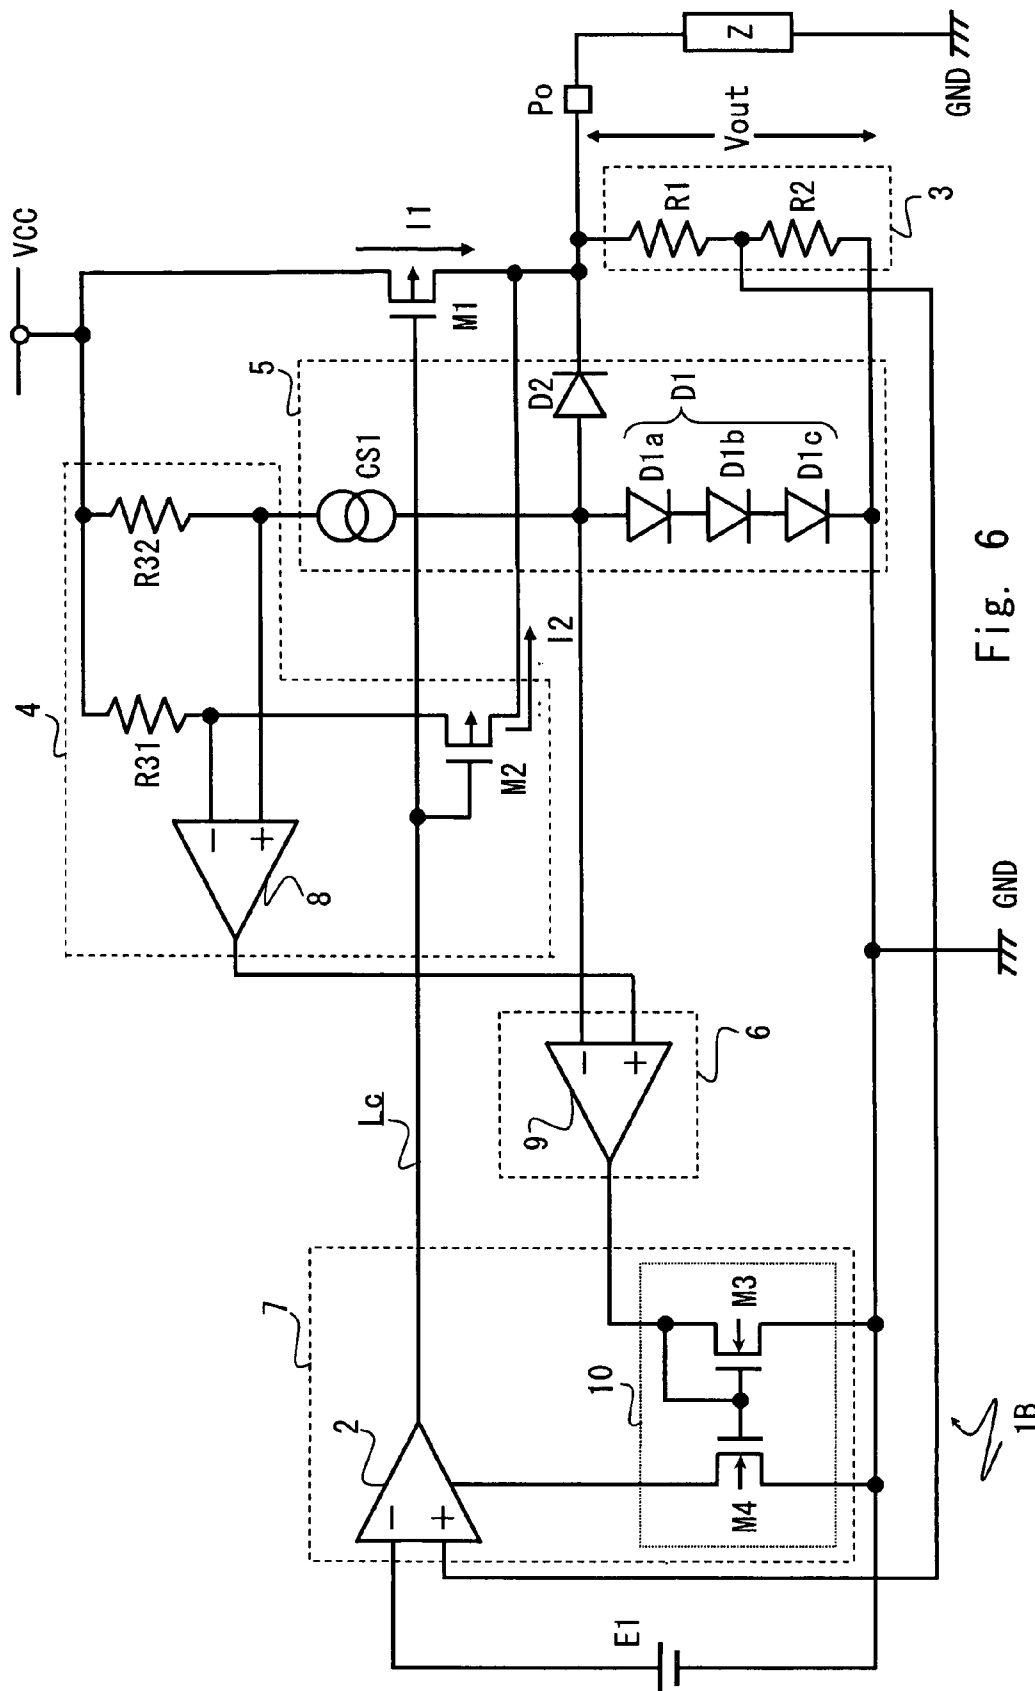 VCC
4
R31
R32
8
5
CS1
I1
M1
M2
I2
Lc
D2
D1
D1a
D1b
D1c
Po
Z
GND
Vout
R1
R2
3
7
2
−
+
−
+
−
+
9
6
10
M3
M4
E1
GND
1B
Fig. 6